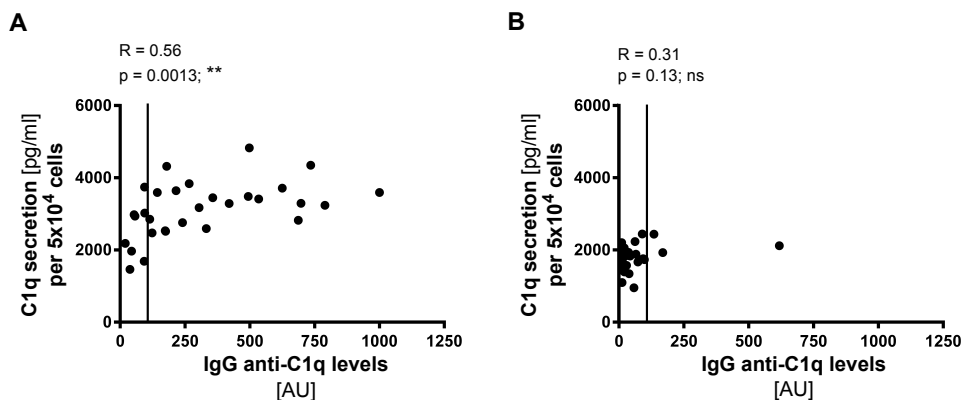 A
R = 0.56
p = 0.0013; **
C1q secretion [pg/ml]
per 5x10⁴ cells
6000
4000
2000
0
0 250 500 750 1000 1250
IgG anti-C1q levels
[AU]
B
R = 0.31
p = 0.13; ns
C1q secretion [pg/ml]
per 5x10⁴ cells
6000
4000
2000
0
0 250 500 750 1000 1250
IgG anti-C1q levels
[AU]